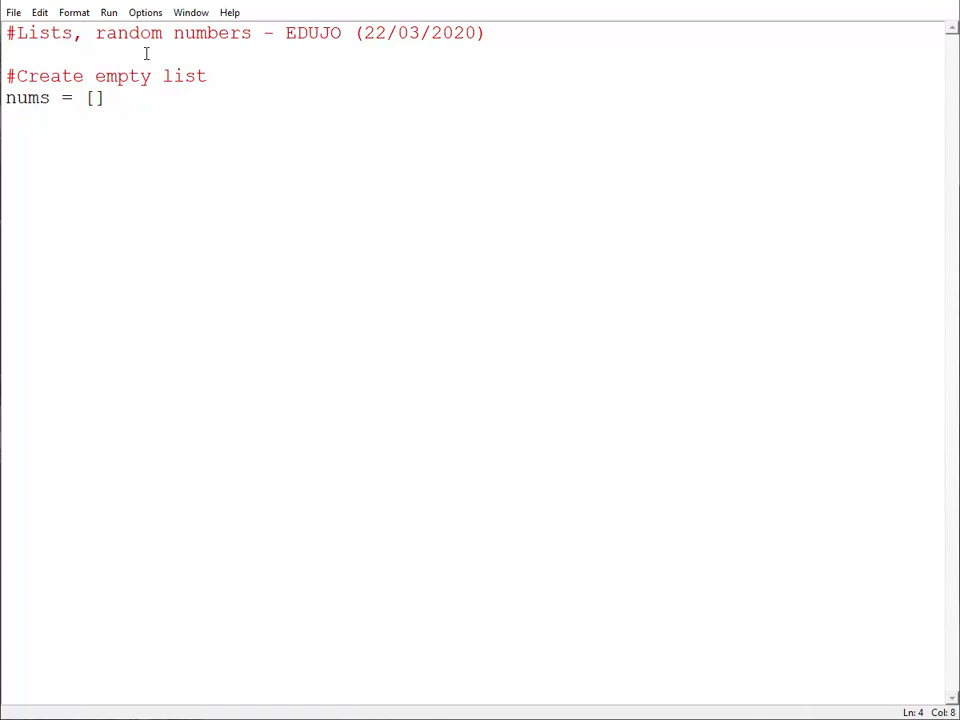 File Edit Format Run Options Window Help
#Lists, random numbers - EDUJO (22/03/2020)
#Create empty list
nums = []
Ln: 4 Col: 8